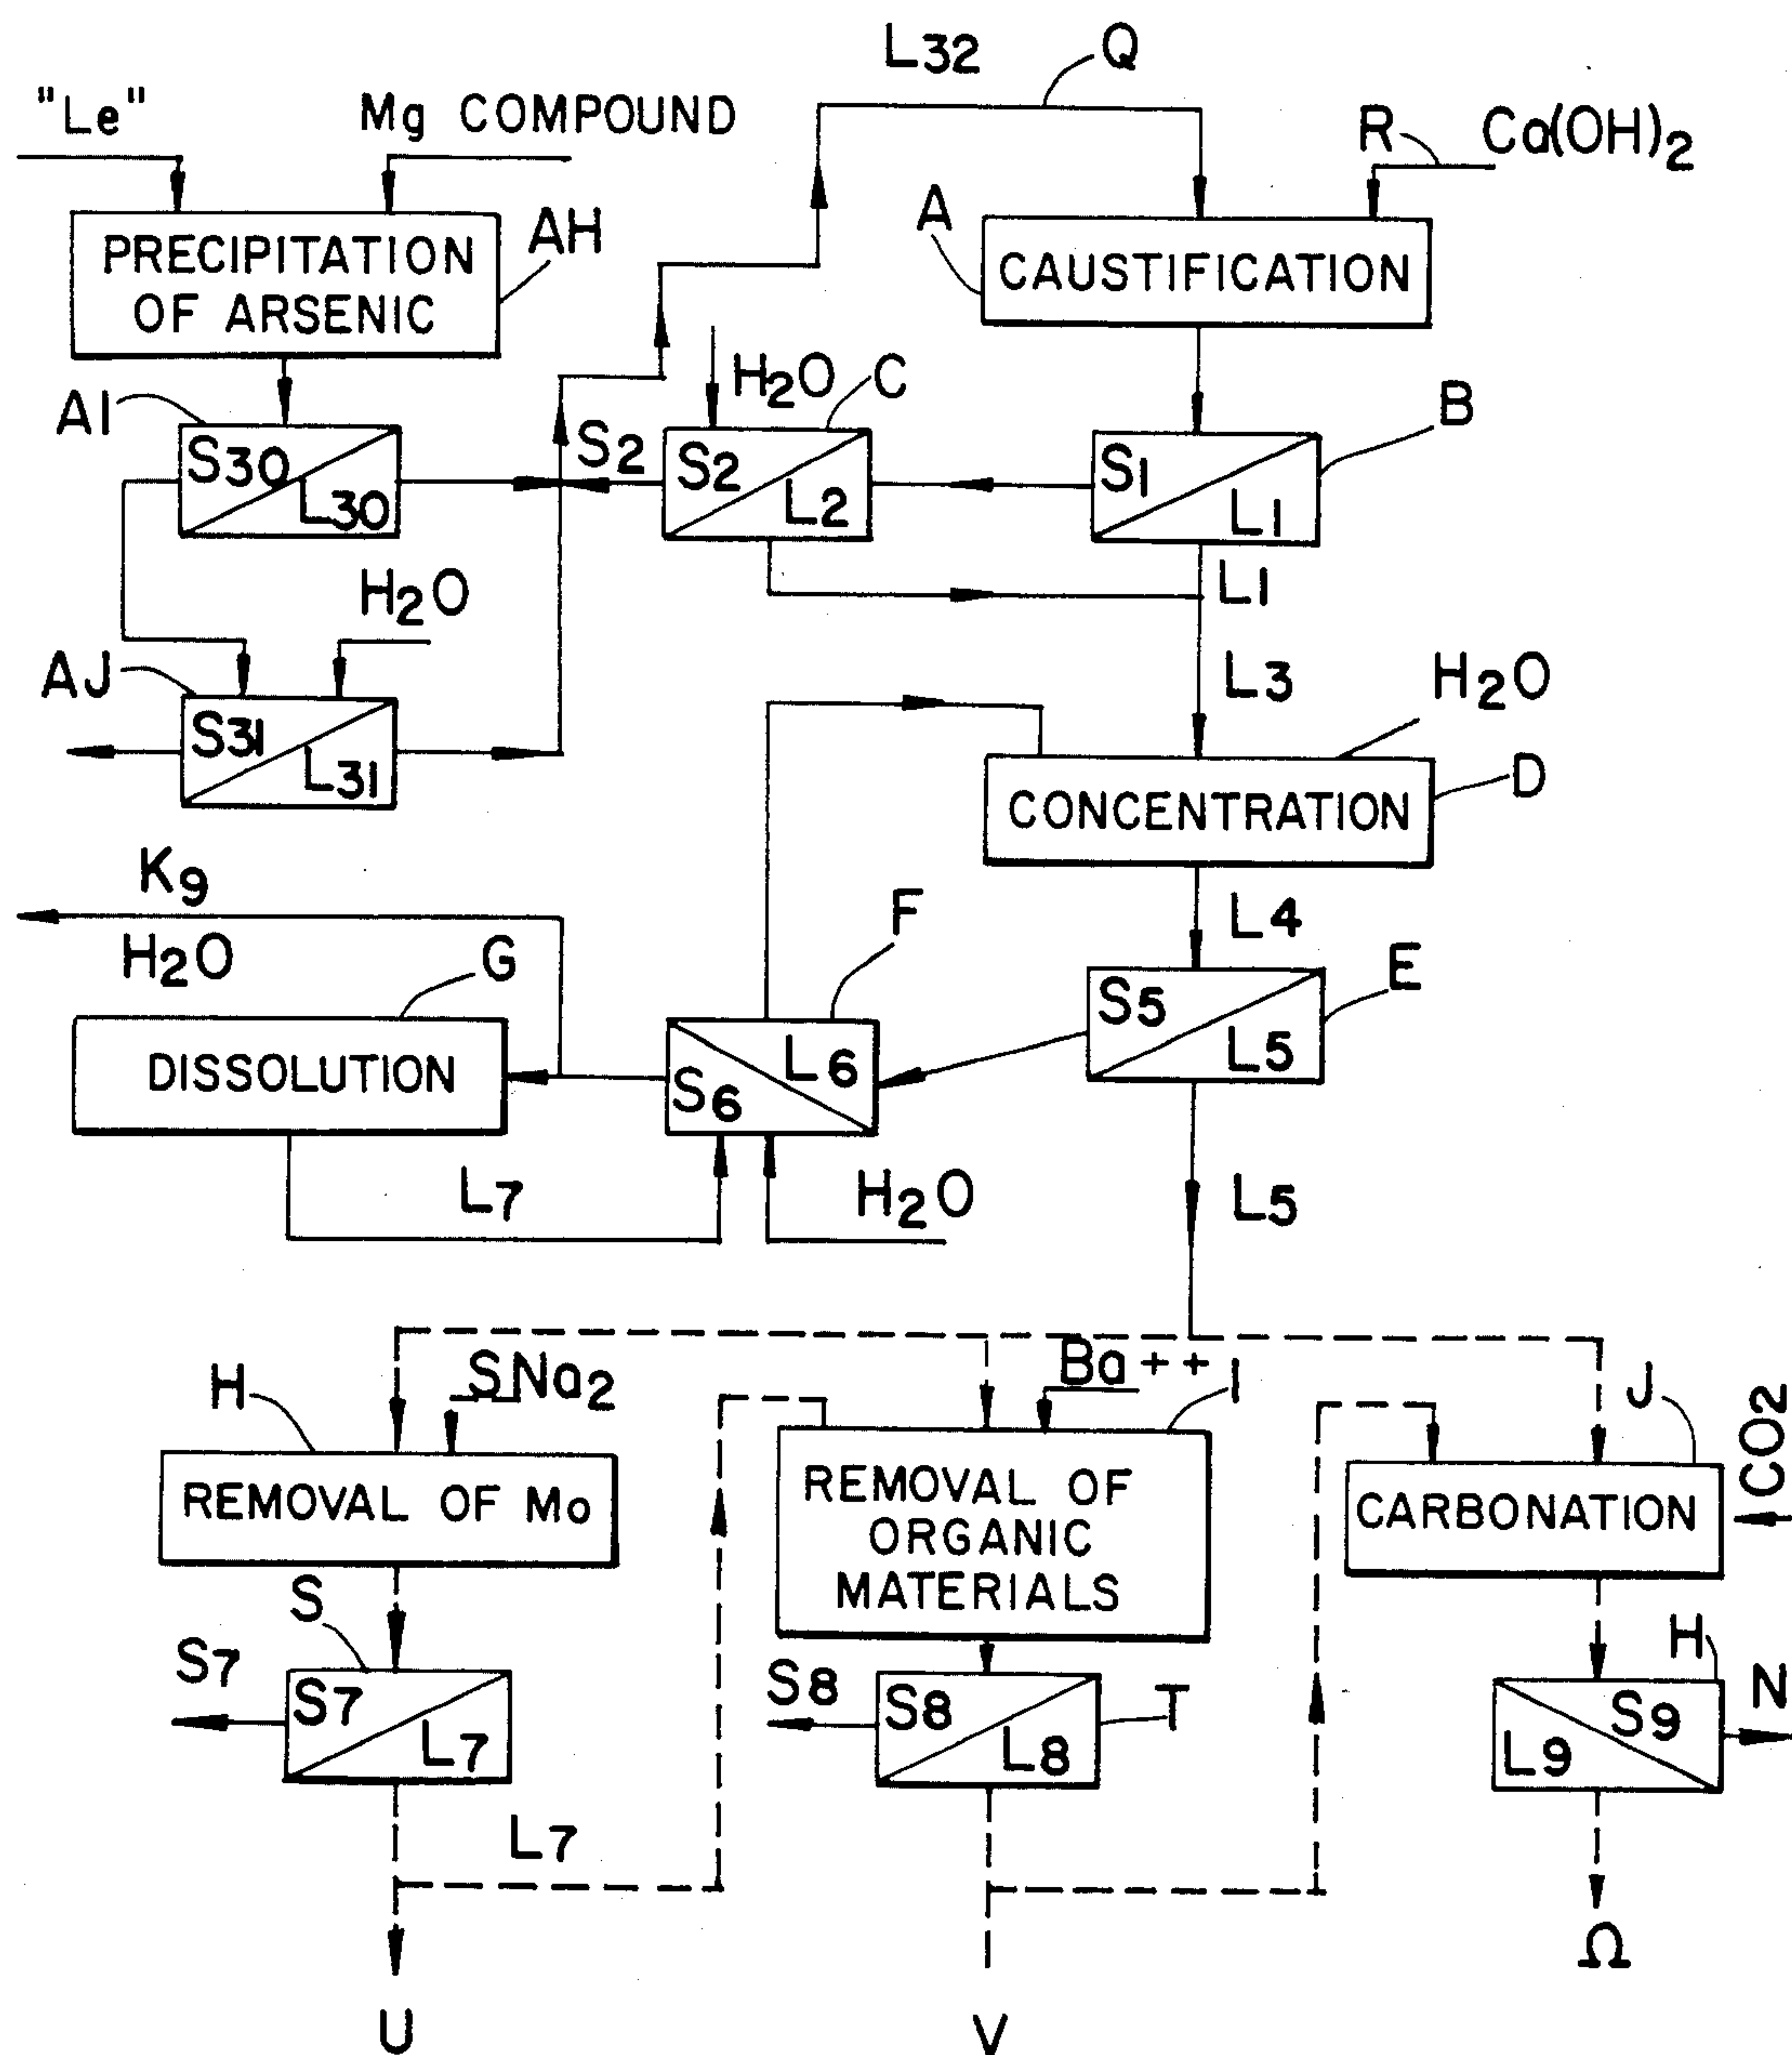 L32 Q
"Le" Mg COMPOUND
R Ca(OH)2
A
PRECIPITATION
OF ARSENIC
AH
CAUSTIFICATION
H2O C
AI
B
S30
L30
S2
S2
L2
S1
L1
H2O
L1
AJ
L3
H2O
S31
L31
D
CONCENTRATION
K9
H2O
G
F
L4
E
S5
L5
DISSOLUTION
L6
S6
L7
H2O
L5
H
SNa2
Ba++
I
J
CO2
REMOVAL OF Mo
REMOVAL OF
ORGANIC
MATERIALS
CARBONATION
S
S7
S7
L7
S8
S8
L8
T
H
N
S9
L9
L7
Ω
U
V